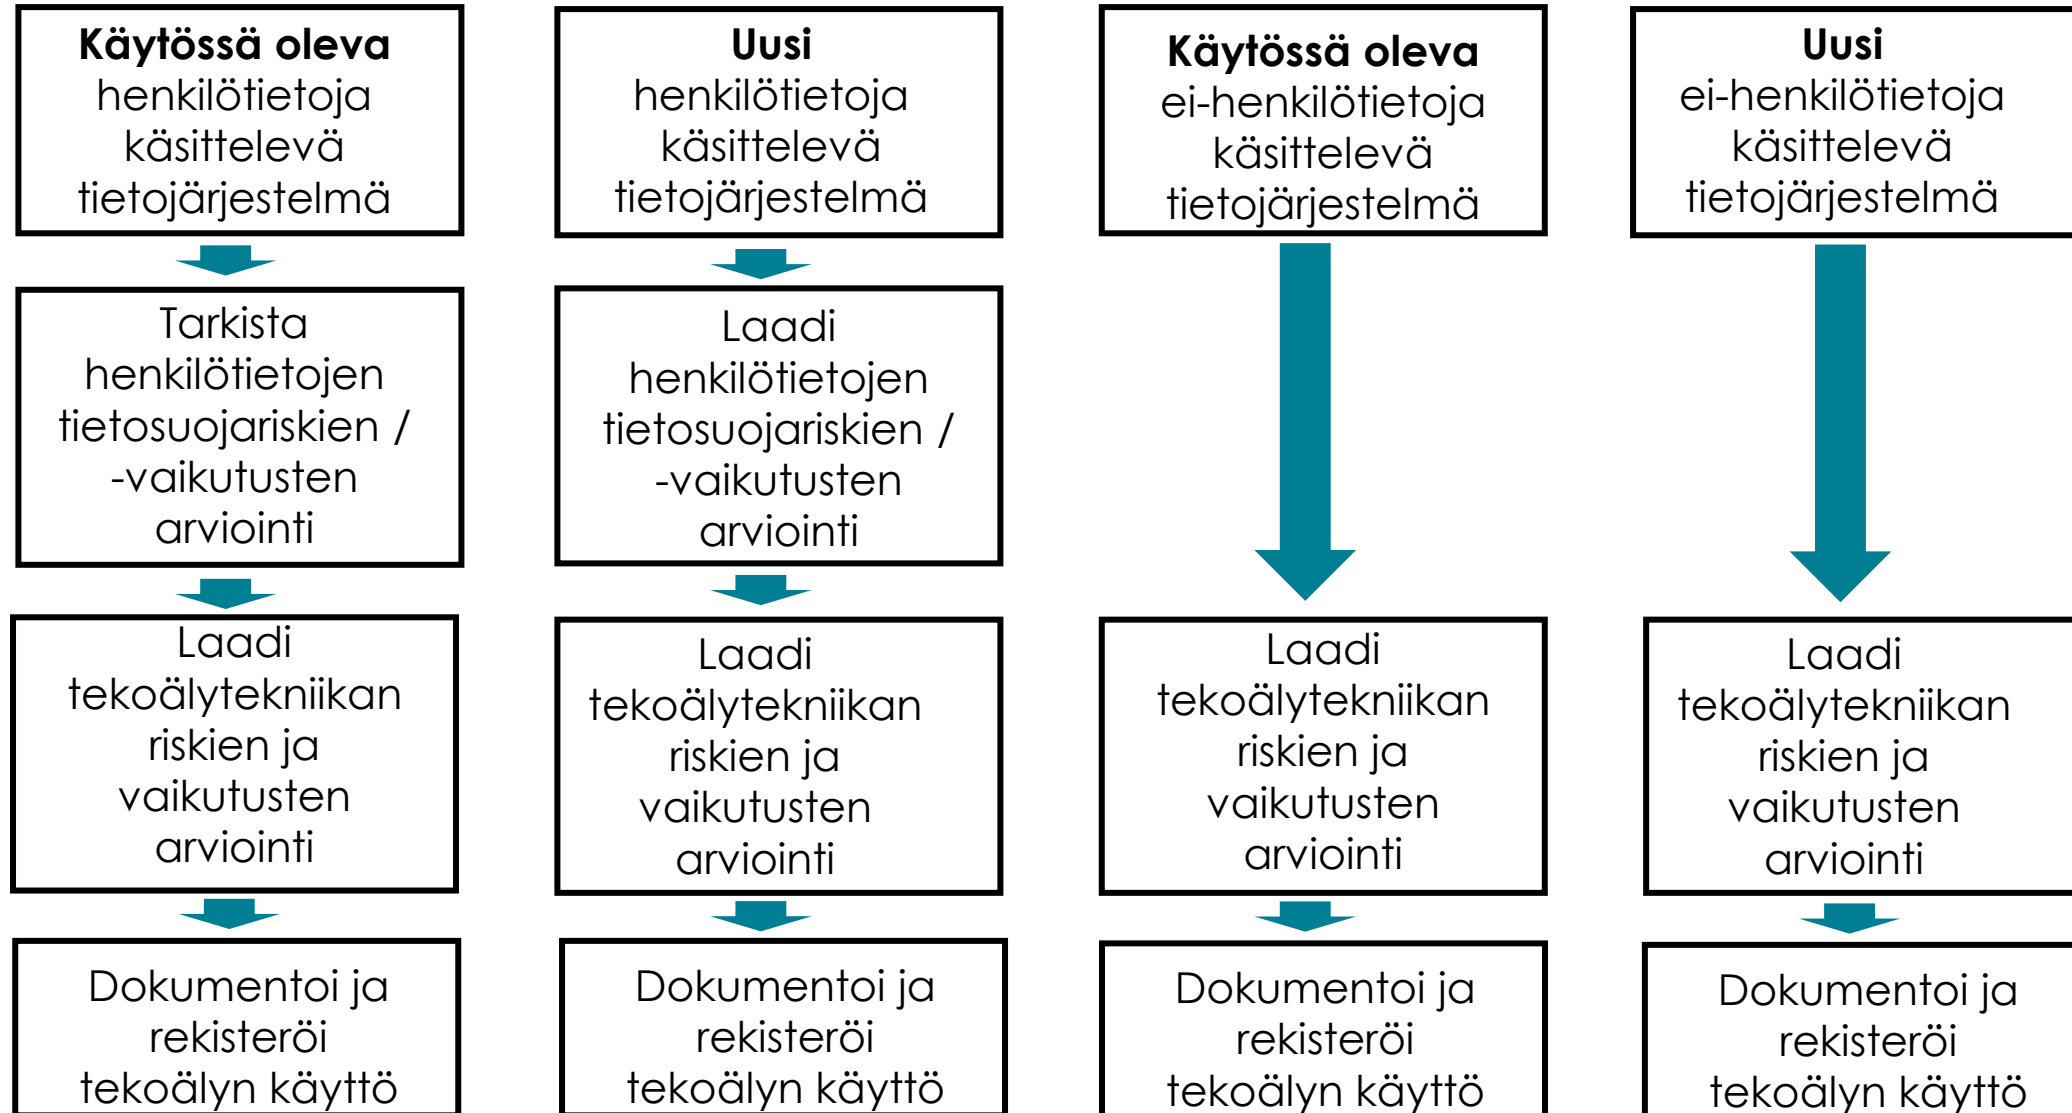 Käytössä oleva
henkilötietoja
käsittelevä
tietojärjestelmä
Tarkista
henkilötietojen
tietosuojariskien /
-vaikutusten
arviointi
Laadi
tekoälytekniikan
riskien ja
vaikutusten
arviointi
Dokumentoi ja
rekisteröi
tekoälyn käyttö
Uusi
henkilötietoja
käsittelevä
tietojärjestelmä
Laadi
henkilötietojen
tietosuojariskien /
-vaikutusten
arviointi
Laadi
tekoälytekniikan
riskien ja
vaikutusten
arviointi
Dokumentoi ja
rekisteröi
tekoälyn käyttö
Käytössä oleva
ei-henkilötietoja
käsittelevä
tietojärjestelmä
Laadi
tekoälytekniikan
riskien ja
vaikutusten
arviointi
Dokumentoi ja
rekisteröi
tekoälyn käyttö
Uusi
ei-henkilötietoja
käsittelevä
tietojärjestelmä
Laadi
tekoälytekniikan
riskien ja
vaikutusten
arviointi
Dokumentoi ja
rekisteröi
tekoälyn käyttö